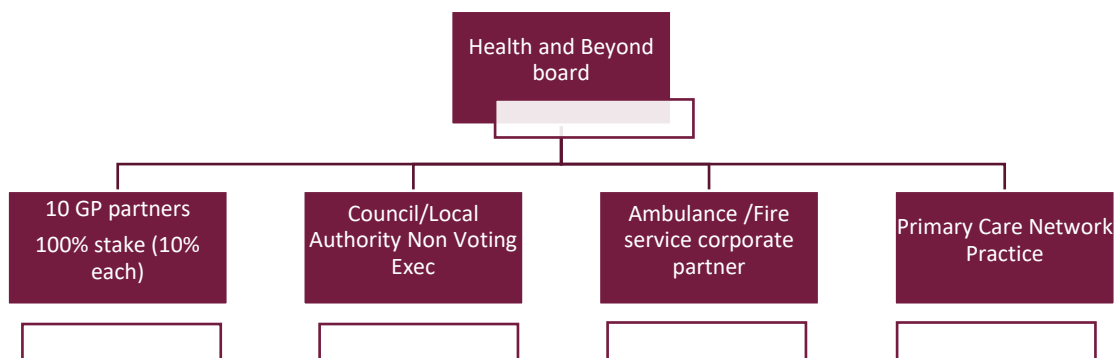 Health and Beyond
board
10 GP partners
100% stake (10%
each)
Council/Local
Authority Non Voting
Exec
Ambulance /Fire
service corporate
partner
Primary Care Network
Practice